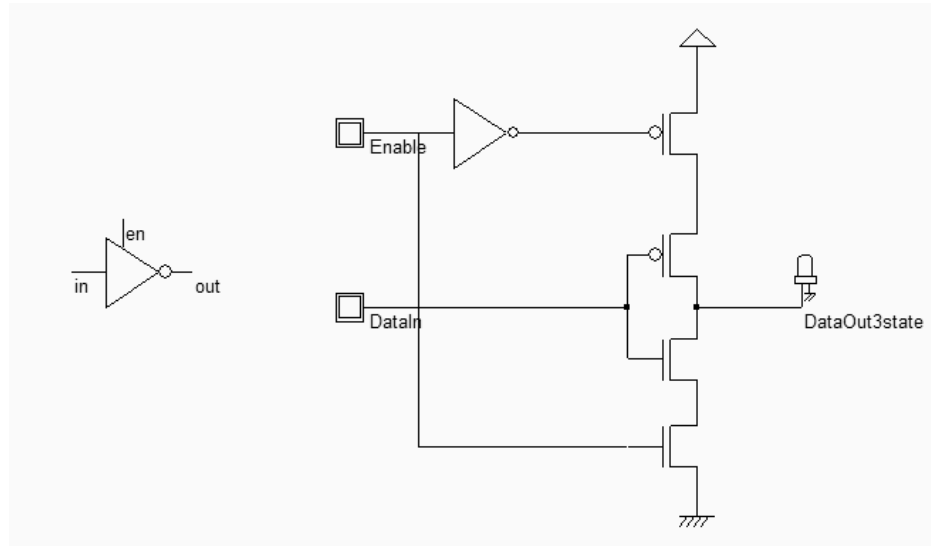 Enable
en
in
out
DataIn
DataOut3state